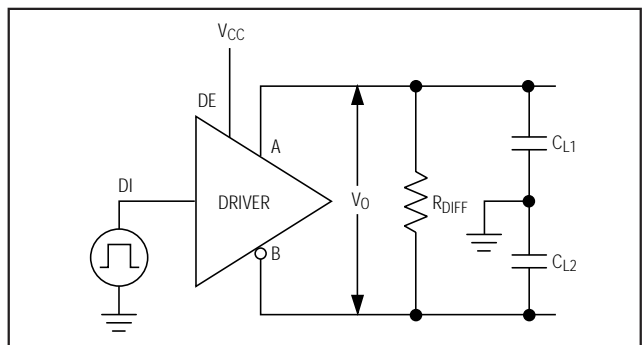 VCC
DE
A
DI
DRIVER
VO
RDIFF
CL1
B
CL2